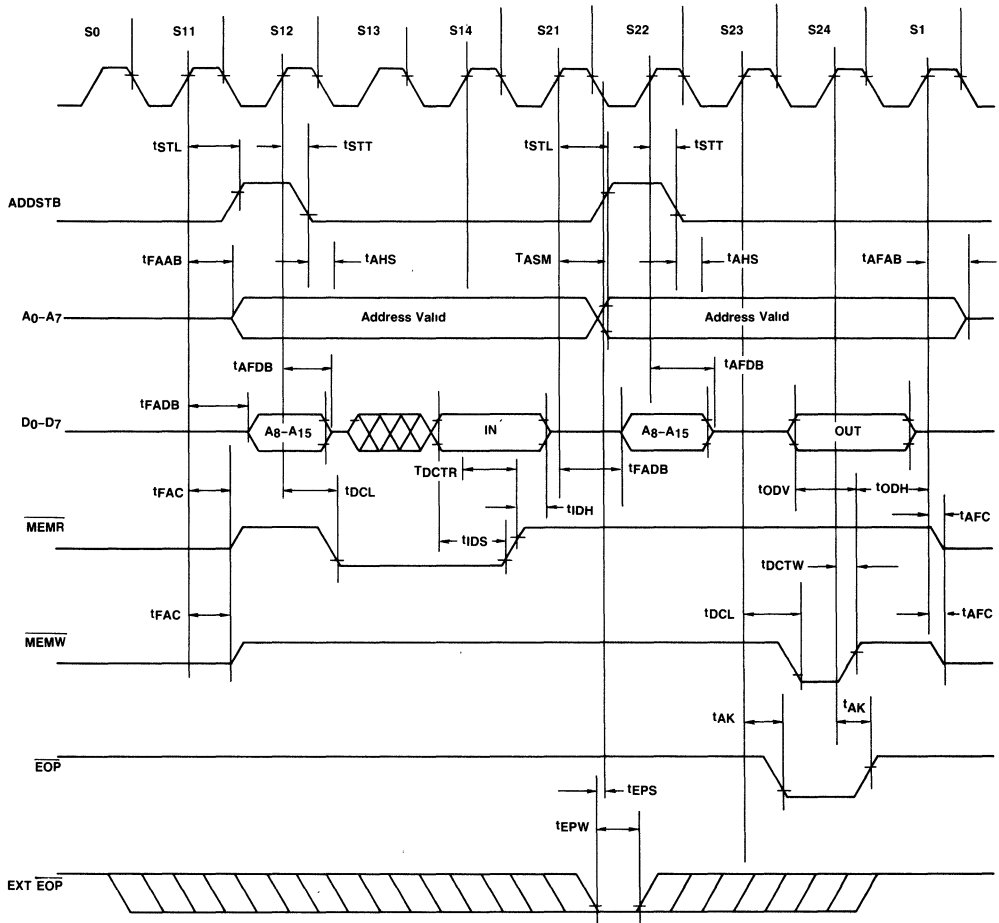 S0 S11 S12 S13 S14 S21 S22 S23 S24 S1
tSTL tSTT tSTL tSTT
ADDSTB
tFAAB tAHS TASM tAHS tAFAB
A0–A7 Address Valid Address Valid
tAFDB tAFDB
tFADB
D0–D7 A8–A15 IN A8–A15 OUT
TDCTR tFADB
tFAC tDCL tIDH tODV tODH
MEMR tIDS tAFC
tDCTW
tFAC tDCL tAFC
MEMW
tAK tAK
EOP
tEPS
tEPW
EXT EOP